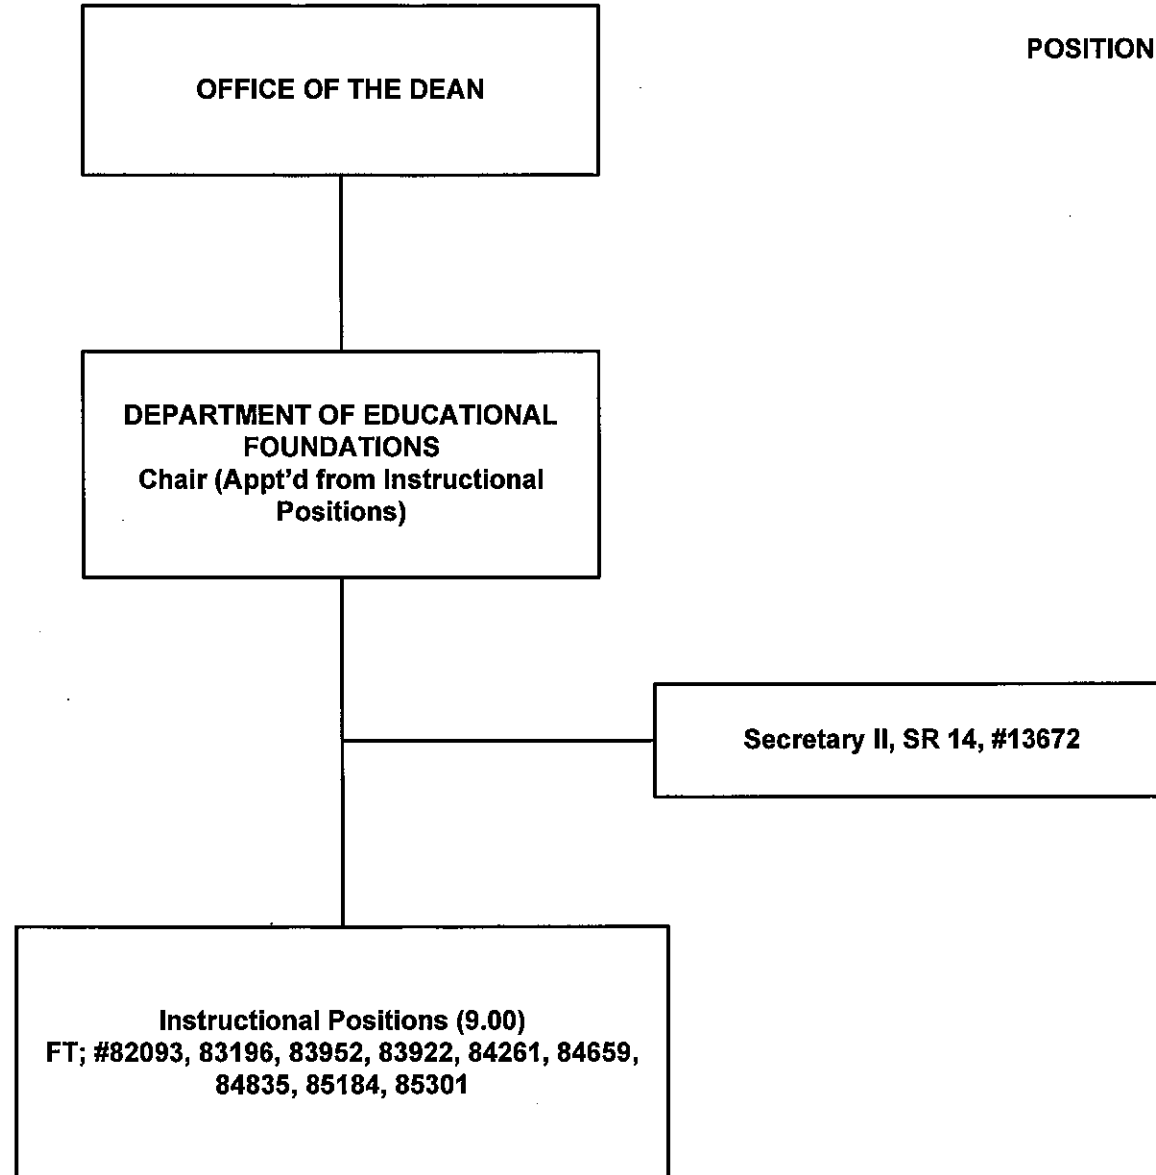 POSITION
OFFICE OF THE DEAN
DEPARTMENT OF EDUCATIONAL
FOUNDATIONS
Chair (Appt'd from Instructional
Positions)
Secretary II, SR 14, #13672
Instructional Positions (9.00)
FT; #82093, 83196, 83952, 83922, 84261, 84659,
84835, 85184, 85301